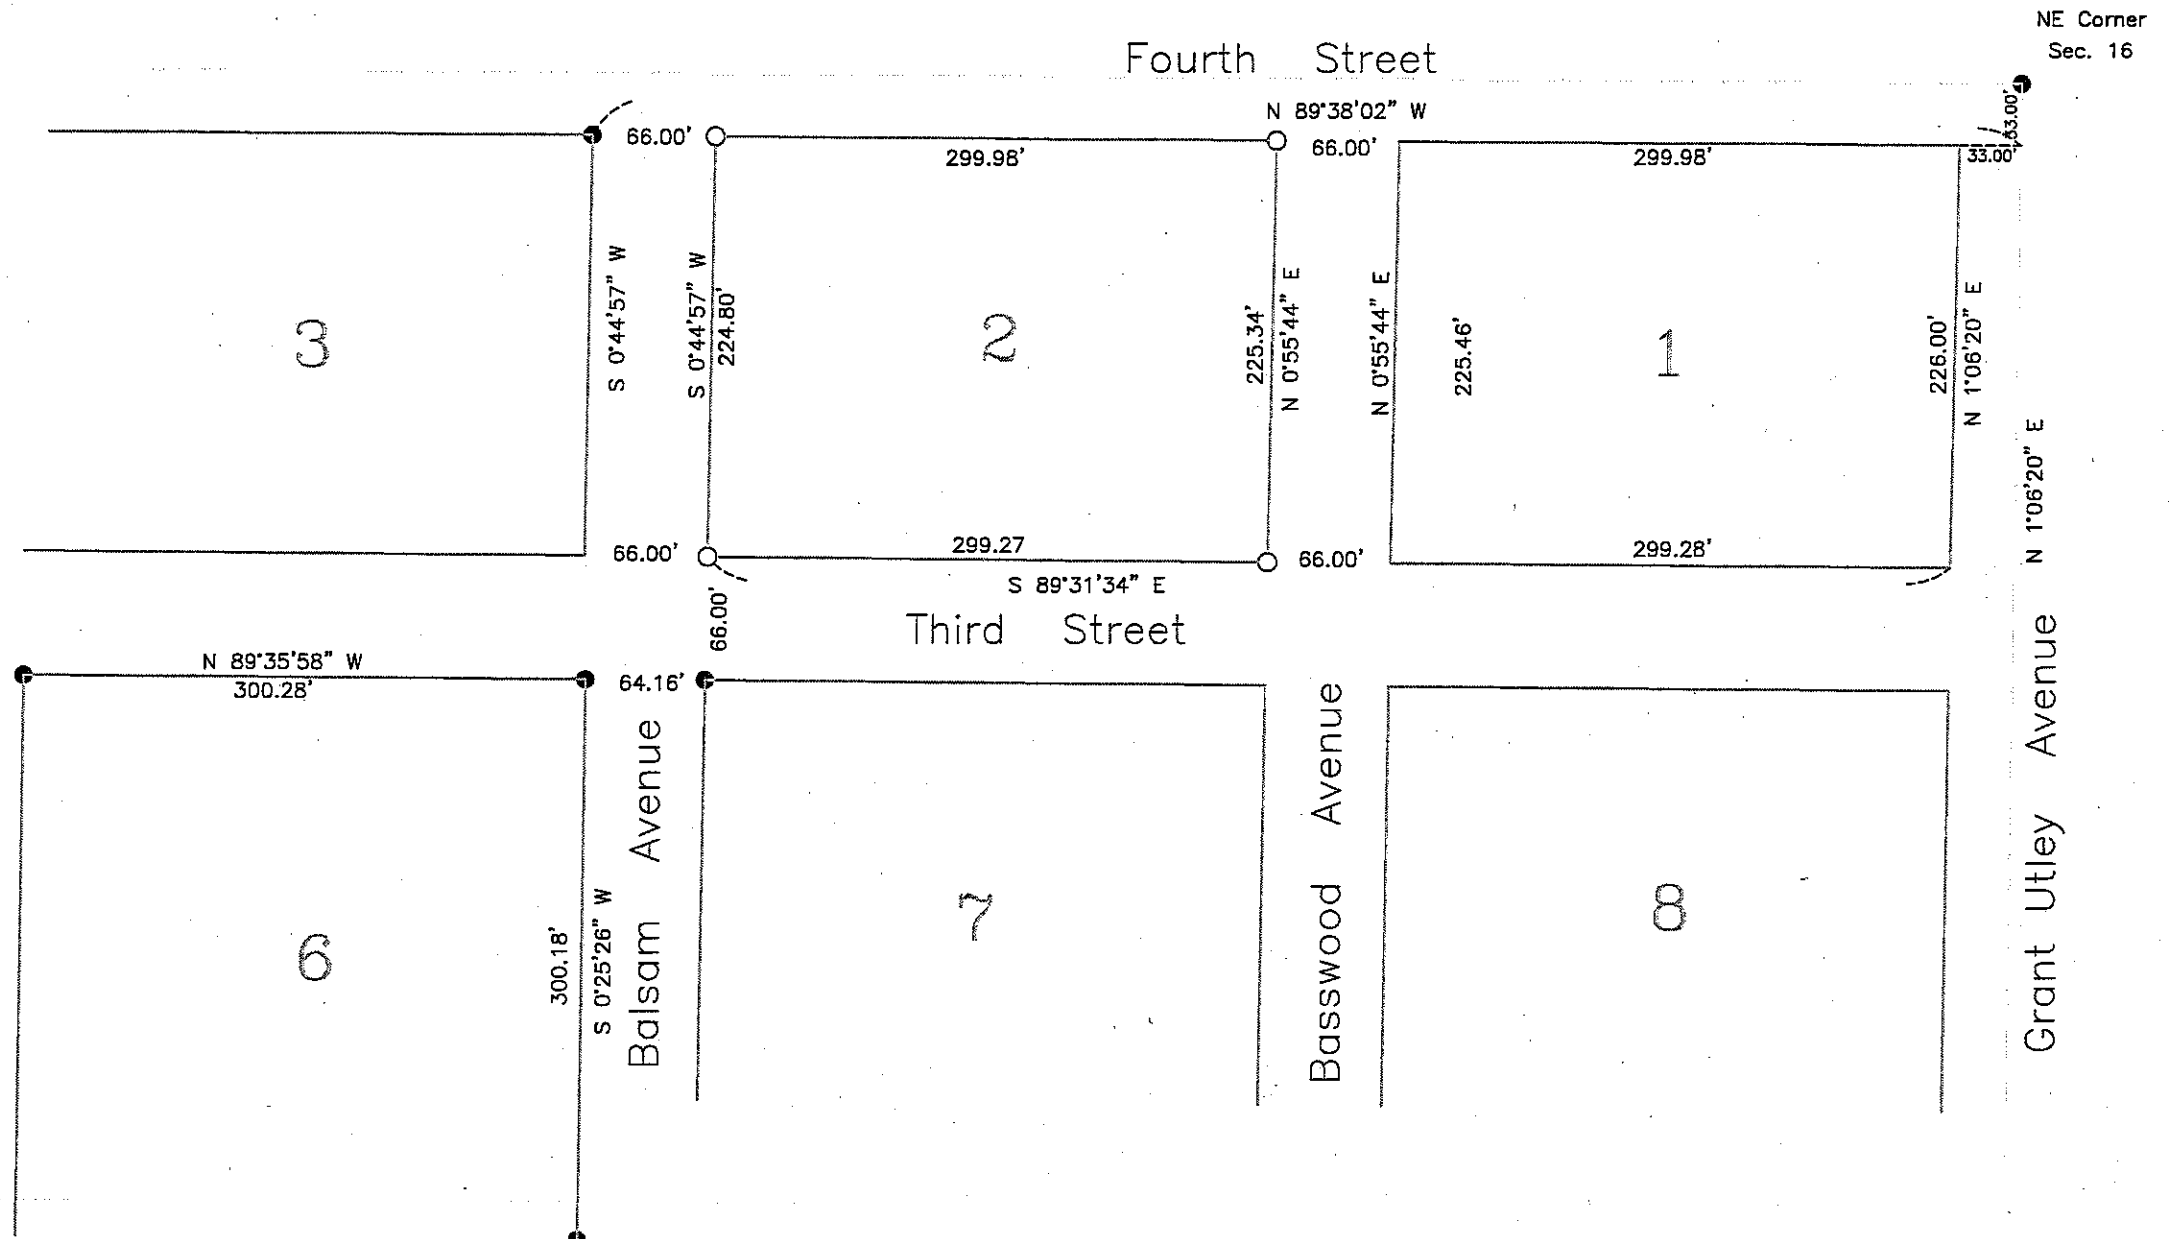 NE Corner
Sec. 16
Fourth Street
N 89°38'02" W
66.00'
299.98'
66.00'
299.98'
33.00'
33.00'
S 0°44'57" W
S 0°44'57" W
224.80'
225.34'
N 0°55'44" E
N 0°55'44" E
225.46'
226.00'
N 1°06'20" E
N 1°06'20" E
3
2
1
66.00'
299.27
66.00'
299.28'
S 89°31'34" E
66.00'
Third Street
N 89°35'58" W
300.28'
64.16'
Balsam Avenue
Basswood Avenue
Grant Utley Avenue
6
7
8
300.18'
S 0°25'26" W